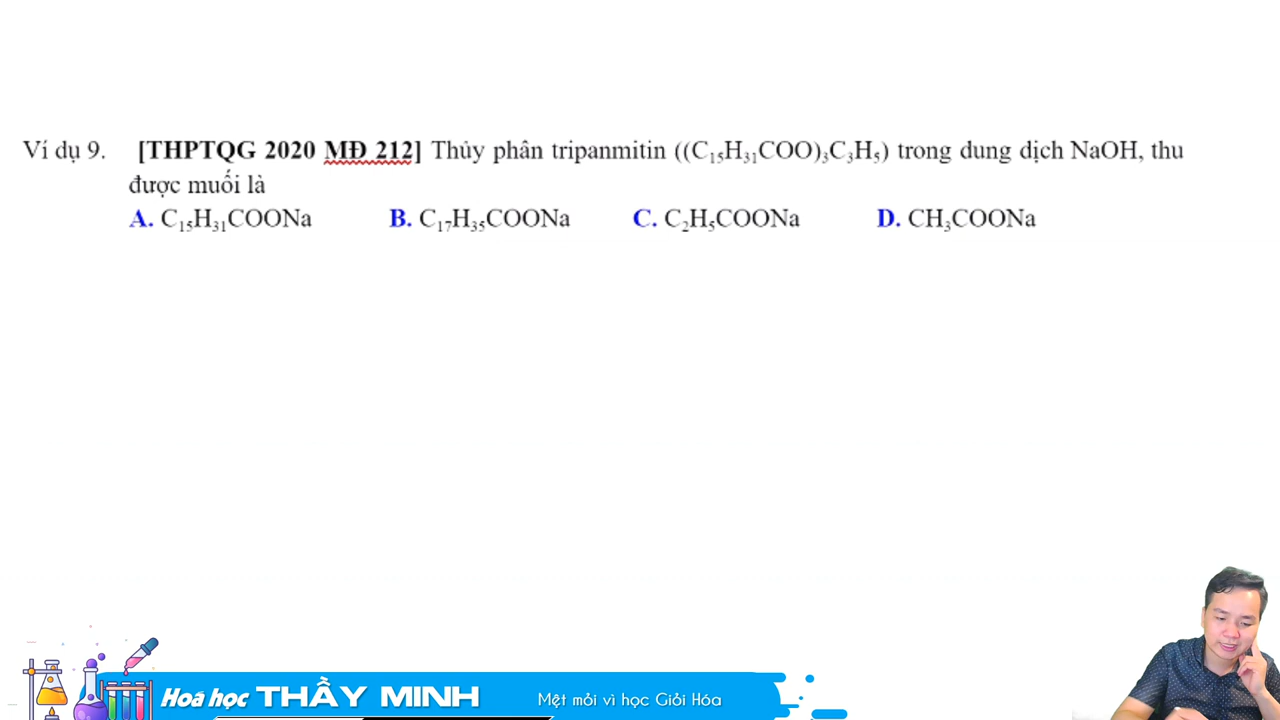 Ví dụ 9. [THPTQG 2020 MĐ 212] Thủy phân tripanmitin ((C₁₅H₃₁COO)₃C₃H₅) trong dung dịch NaOH, thu
được muối là
A. C₁₅H₃₁COONa B. C₁₇H₃₅COONa C. C₂H₅COONa D. CH₃COONa
Hoá học THẦY MINH Mệt mỏi vì học Giỏi Hóa